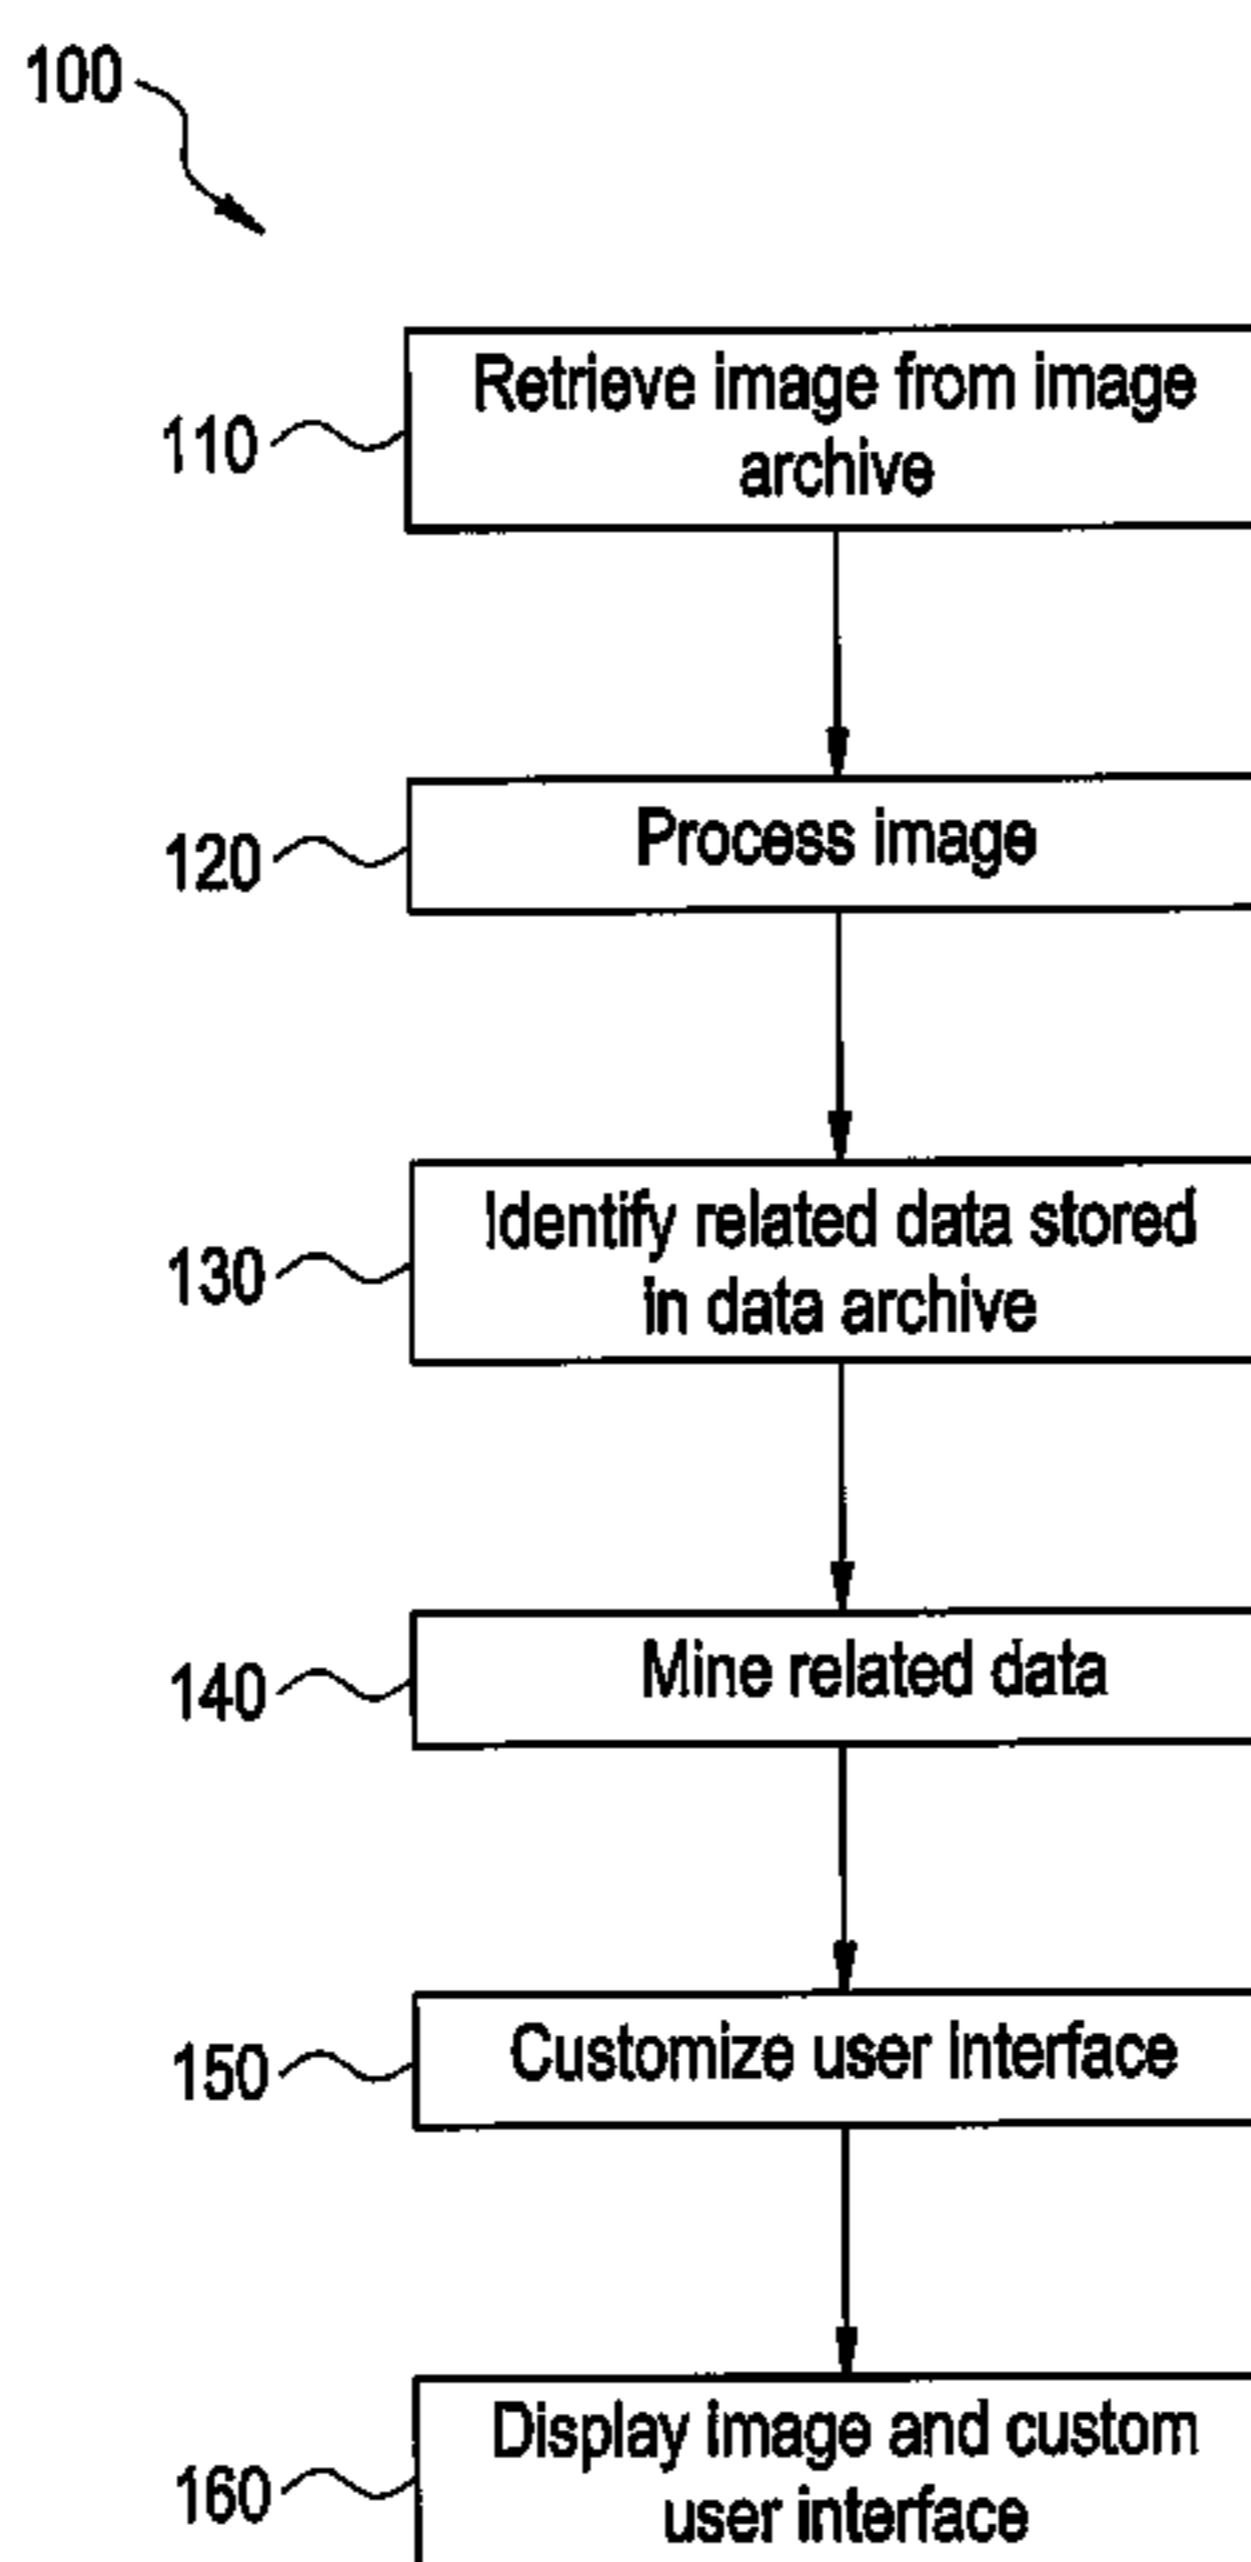 100
110
Retrieve image from image
archive
120
Process image
130
Identify related data stored
in data archive
140
Mine related data
150
Customize user interface
160
Display image and custom
user interface